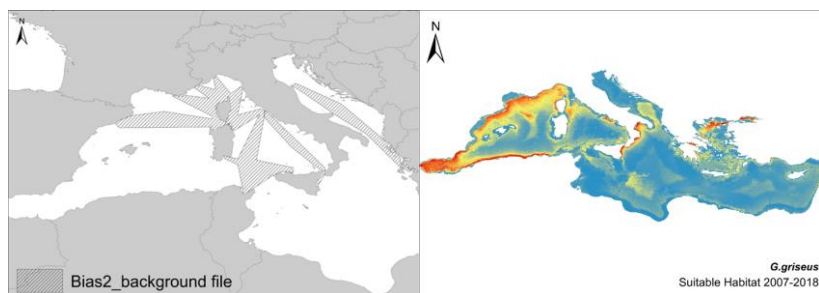 N
Bias2_background file
N
G.griseus
Suitable Habitat 2007-2018